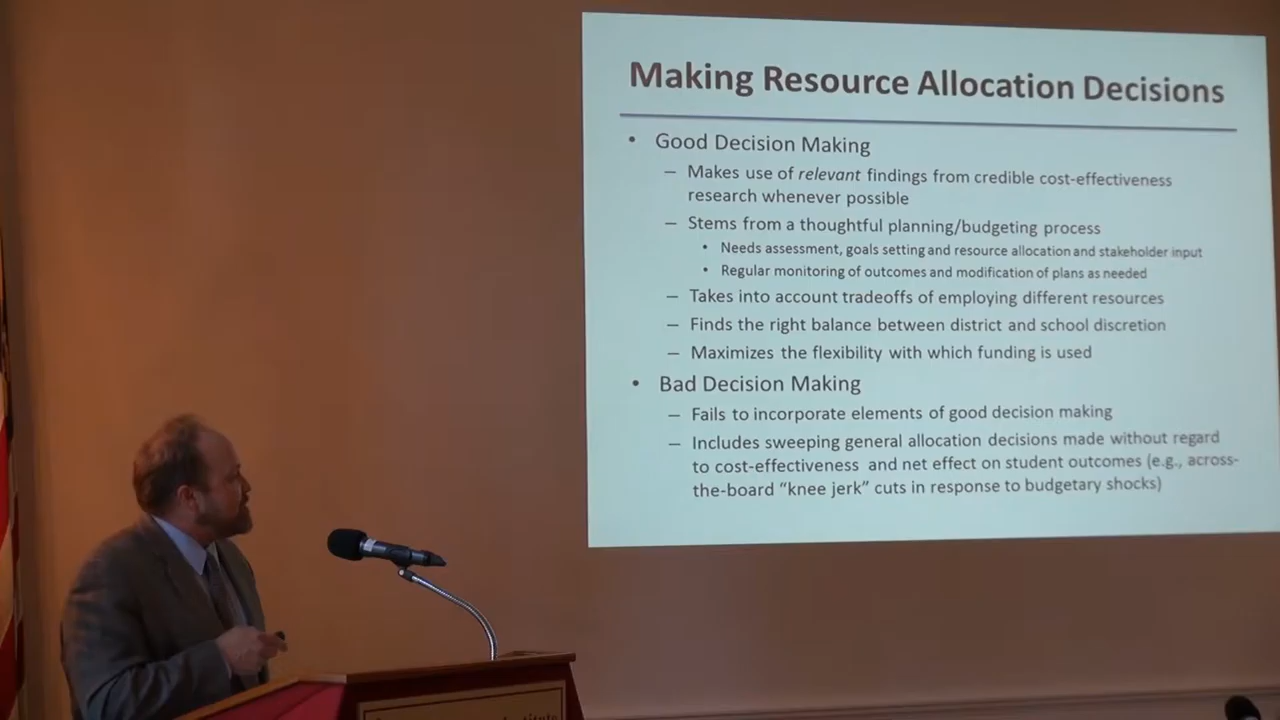 Making Resource Allocation Decisions
• Good Decision Making
– Makes use of relevant findings from credible cost-effectiveness
research whenever possible
– Stems from a thoughtful planning/budgeting process
• Needs assessment, goals setting and resource allocation and stakeholder input
• Regular monitoring of outcomes and modification of plans as needed
– Takes into account tradeoffs of employing different resources
– Finds the right balance between district and school discretion
– Maximizes the flexibility with which funding is used
• Bad Decision Making
– Fails to incorporate elements of good decision making
– Includes sweeping general allocation decisions made without regard
to cost-effectiveness and net effect on student outcomes (e.g., across-
the-board “knee jerk” cuts in response to budgetary shocks)